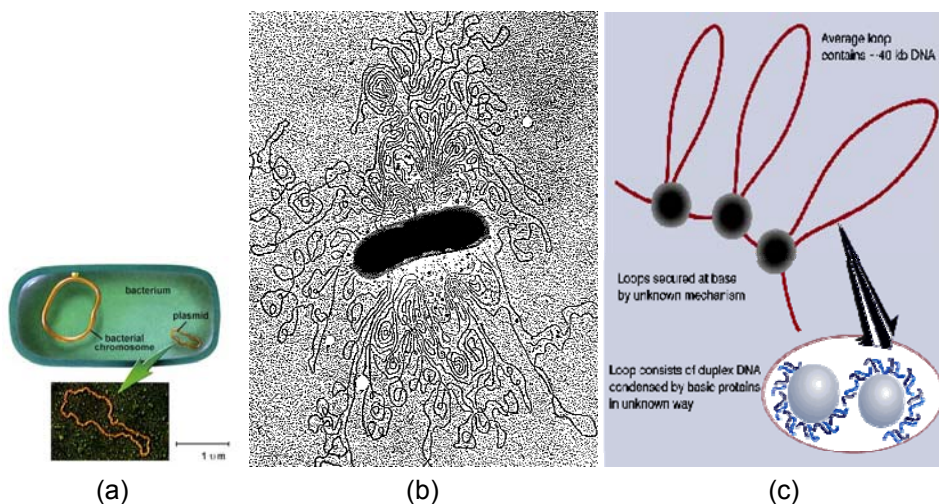 bacterium
plasmid
bacterial
chromosome
1 um
(a)
(b)
Average loop
contains ~40 kb DNA
Loops secured at base
by unknown mechanism
Loop consists of duplex DNA
condensed by basic proteins
in unknown way
(c)